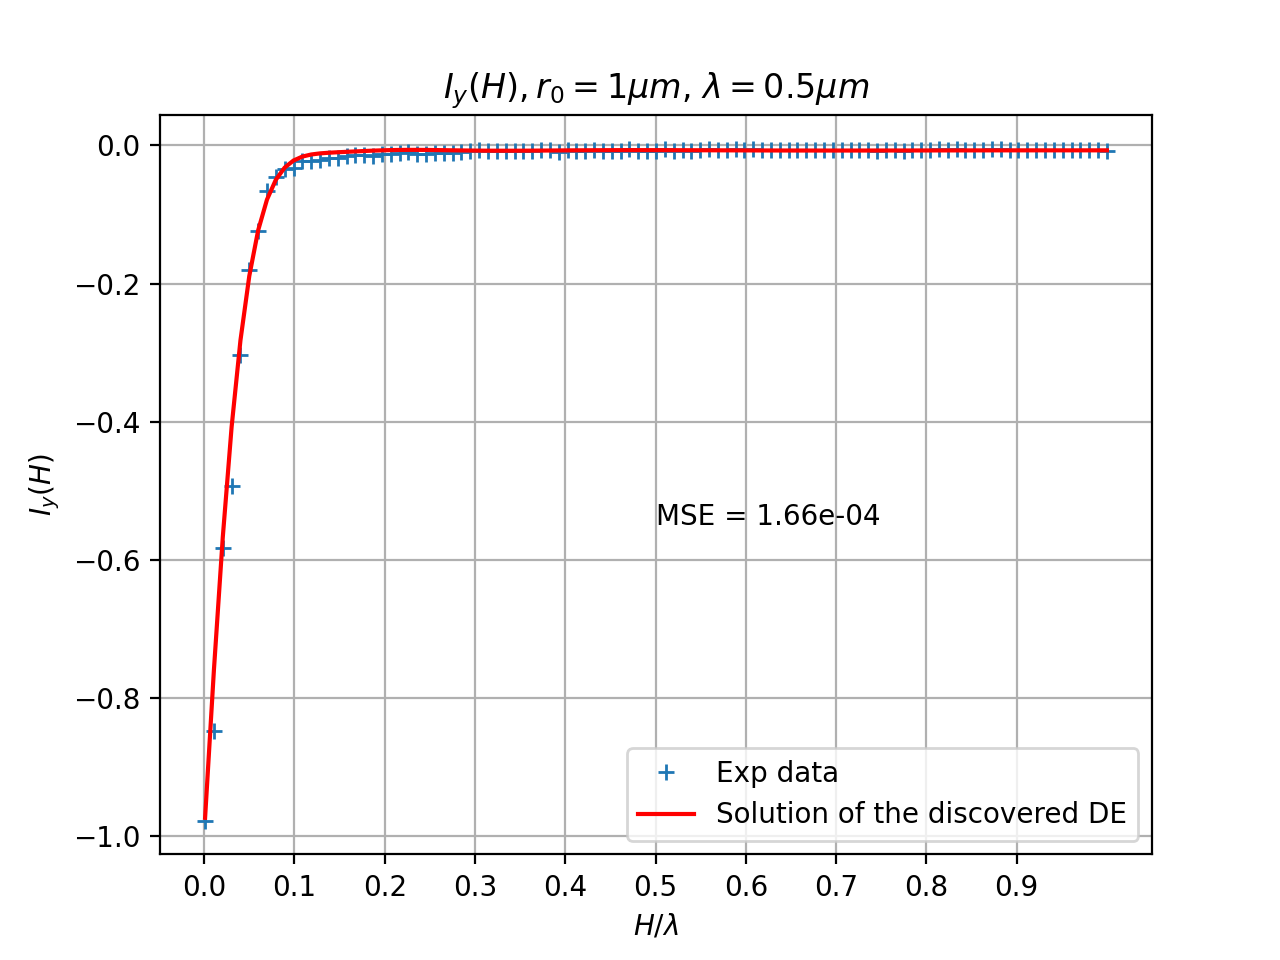 I_y(H), r_0 = 1μm, λ = 0.5μm
0.0
−0.2
−0.4
−0.6
−0.8
−1.0
I_y(H)
MSE = 1.66e-04
Exp data
Solution of the discovered DE
0.0 0.1 0.2 0.3 0.4 0.5 0.6 0.7 0.8 0.9
H/λ